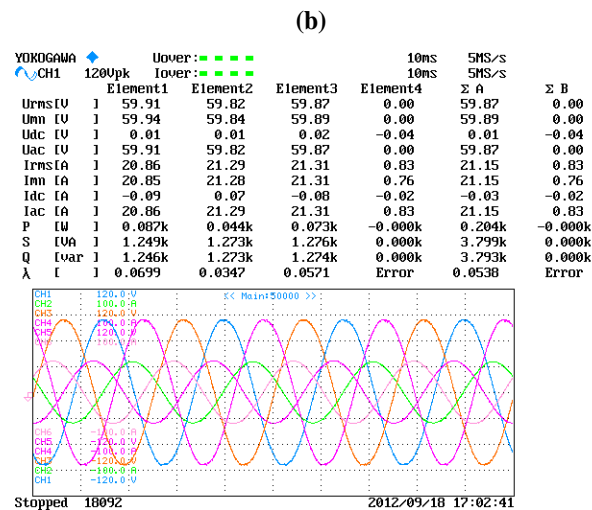 (b)
YOKOGAWA Uover: 10ms 5MS/s
CH1 120Vpk Iover: 10ms 5MS/s
Element1 Element2 Element3 Element4 Σ A Σ B
Urms[V ] 59.91 59.82 59.87 0.00 59.87 0.00
Umn [V ] 59.94 59.84 59.89 0.00 59.89 0.00
Udc [V ] 0.01 0.01 0.02 -0.04 0.01 -0.04
Uac [V ] 59.91 59.82 59.87 0.00 59.87 0.00
Irms[A ] 20.86 21.29 21.31 0.83 21.15 0.83
Imn [A ] 20.85 21.28 21.31 0.76 21.15 0.76
Idc [A ] -0.09 0.07 -0.08 -0.02 -0.03 -0.02
Iac [A ] 20.86 21.29 21.31 0.83 21.15 0.83
P [W ] 0.087k 0.044k 0.073k -0.000k 0.204k -0.000k
S [VA ] 1.249k 1.273k 1.276k 0.000k 3.799k 0.000k
Q [var ] 1.246k 1.273k 1.274k 0.000k 3.793k 0.000k
λ [ ] 0.0699 0.0347 0.0571 Error 0.0538 Error
CH1 120.0 V << Main:50000 >>
CH2 100.0 A
CH3 120.0 V
CH4 100.0 A
CH5 120.0 V
CH6
CH5 -120.0 V
CH4 -100.0 A
CH2 -100.0 A
CH1 -120.0 V
Stopped 18092 2012/09/18 17:02:41